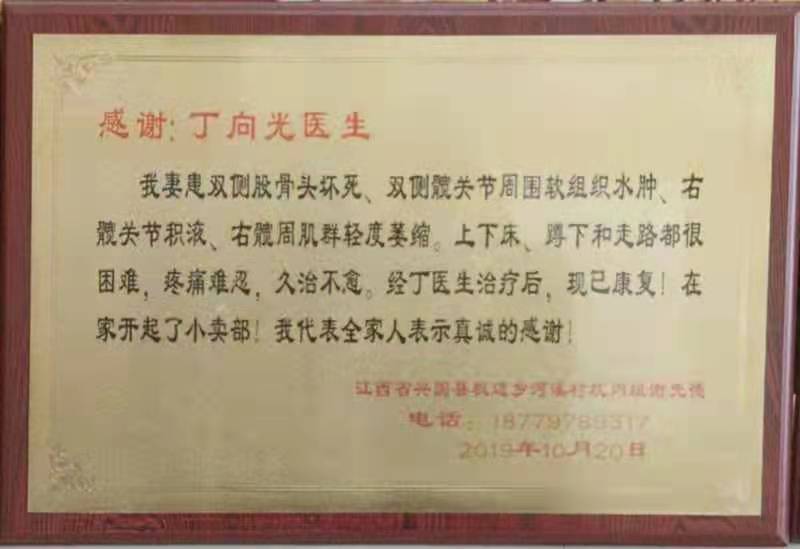 感谢：丁向光医生
我妻患双侧股骨头坏死、双侧髋关节周围软组织水肿、右
髋关节积液、右髋周肌群轻度萎缩。上下床、蹲下和走路都很
困难，疼痛难忍，久治不愈。经丁医生治疗后，现已康复！在
家开起了小卖部！我代表全家人表示真诚的感谢！
江西省兴国县
电话：18779789317
2019年10月20日